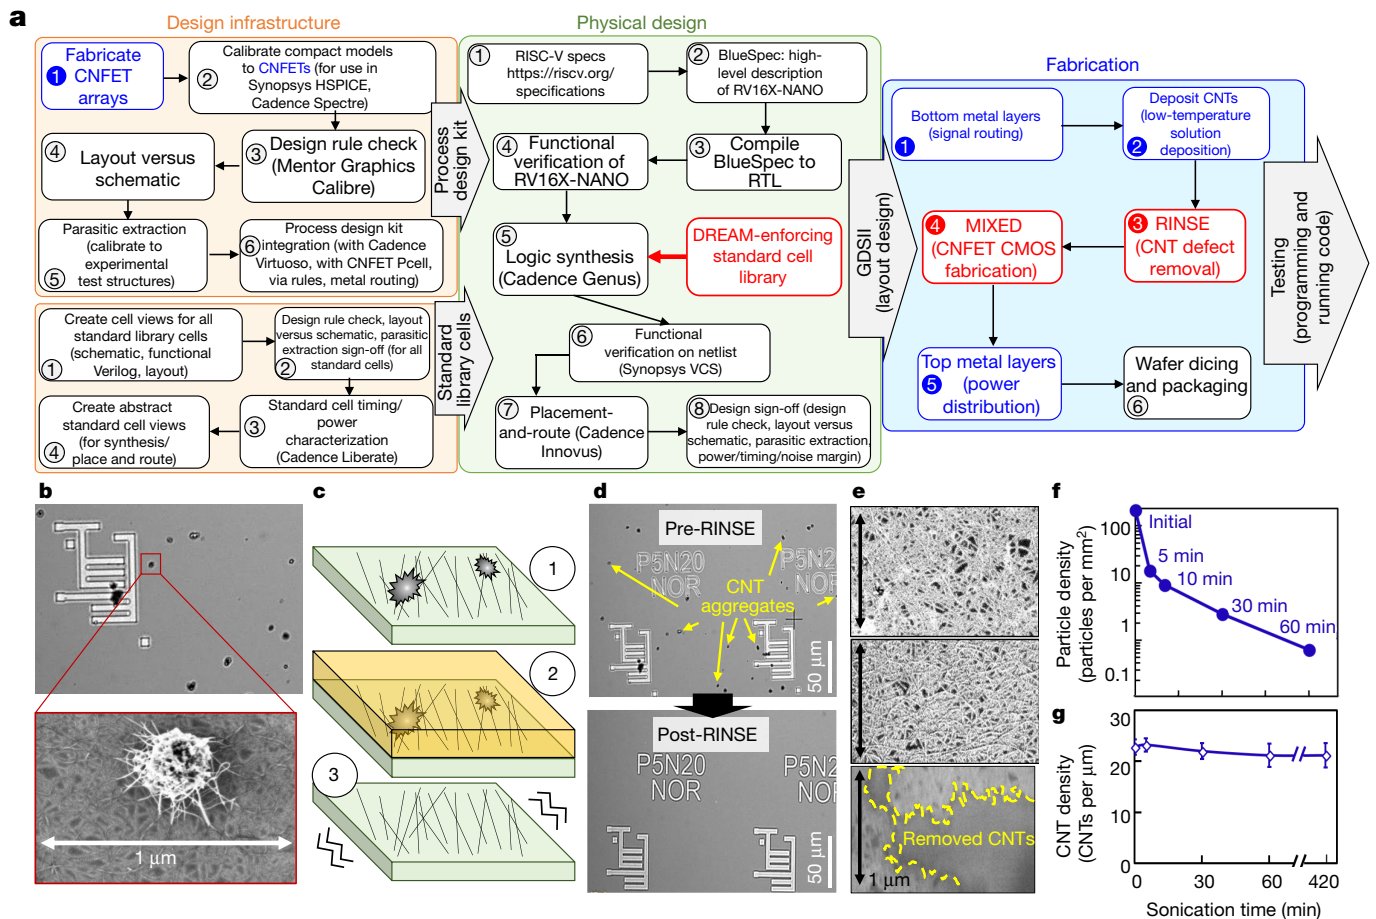 a
Design infrastructure
Fabricate
CNFET
arrays
1
Calibrate compact models
to CNFETs (for use in
Synopsys HSPICE,
Cadence Spectre)
2
Design rule check
(Mentor Graphics
Calibre)
3
Layout versus
schematic
4
Parasitic extraction
(calibrate to
experimental
test structures)
5
Process design kit
integration (with Cadence
Virtuoso, with CNFET Pcell,
via rules, metal routing)
6
Create cell views for all
standard library cells
(schematic, functional
Verilog, layout)
1
Design rule check, layout
versus schematic, parasitic
extraction sign-off (for all
standard cells)
2
Standard cell timing/
power
characterization
(Cadence Liberate)
3
Create abstract
standard cell views
(for synthesis/
place and route)
4
Process
design kit
Standard
library cells
Physical design
1
RISC-V specs
https://riscv.org/
specifications
2
BlueSpec: high-
level description
of RV16X-NANO
3
Compile
BlueSpec to
RTL
4
Functional
verification of
RV16X-NANO
5
Logic synthesis
(Cadence Genus)
DREAM-enforcing
standard cell
library
6
Functional
verification on netlist
(Synopsys VCS)
7
Placement-
and-route (Cadence
Innovus)
8
Design sign-off (design
rule check, layout versus
schematic, parasitic extraction,
power/timing/noise margin)
GDSII
(layout design)
Fabrication
Bottom metal layers
(signal routing)
1
Deposit CNTs
(low-temperature
solution
deposition)
2
3
RINSE
(CNT defect
removal)
4
MIXED
(CNFET CMOS
fabrication)
Top metal layers
5
(power
distribution)
Wafer dicing
and packaging
6
Testing
(programming and
running code)
b
1 µm
c
1
2
3
d
Pre-RINSE
P5N20
NOR
P5N2
NOR
CNT
aggregates
50 µm
Post-RINSE
P5N20
NOR
P5N2
NOR
50 µm
e
Removed CNTs
1 µm
f
Particle density
(particles per mm²)
100
10
1
0.1
Initial
5 min
10 min
30 min
60 min
g
CNT density
(CNTs per µm)
30
20
10
0
0 30 60 420
Sonication time (min)